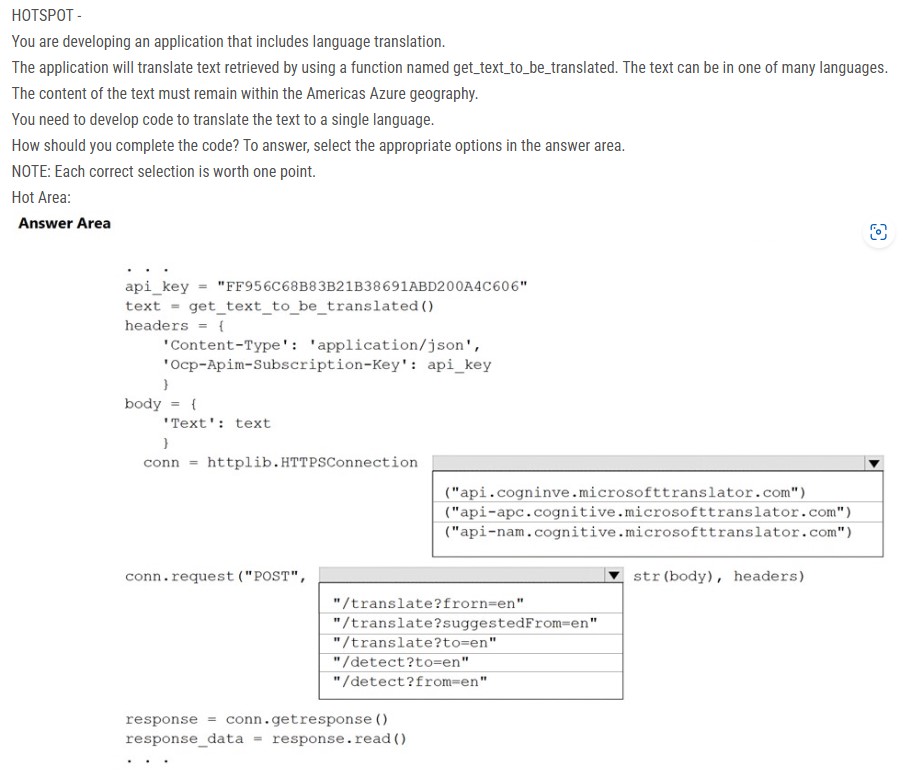 HOTSPOT -
You are developing an application that includes language translation.
The application will translate text retrieved by using a function named get_text_to_be_translated. The text can be in one of many languages.
The content of the text must remain within the Americas Azure geography.
You need to develop code to translate the text to a single language.
How should you complete the code? To answer, select the appropriate options in the answer area.
NOTE: Each correct selection is worth one point.
Hot Area:
Answer Area
. . .
api_key = "FF956C68B83B21B38691ABD200A4C606"
text = get_text_to_be_translated()
headers = {
'Content-Type': 'application/json',
'Ocp-Apim-Subscription-Key': api_key
}
body = {
'Text': text
}
conn = httplib.HTTPSConnection
("api.cogninve.microsofttranslator.com")
("api-apc.cognitive.microsofttranslator.com")
("api-nam.cognitive.microsofttranslator.com")
conn.request("POST", str(body), headers)
"/translate?frorn=en"
"/translate?suggestedFrom=en"
"/translate?to=en"
"/detect?to=en"
"/detect?from=en"
response = conn.getresponse()
response_data = response.read()
. . .